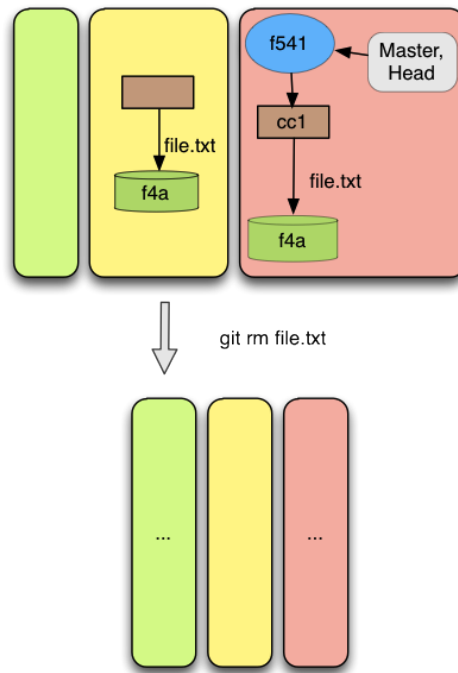 f541
Master,
Head
cc1
file.txt
f4a
file.txt
f4a
git rm file.txt
...
...